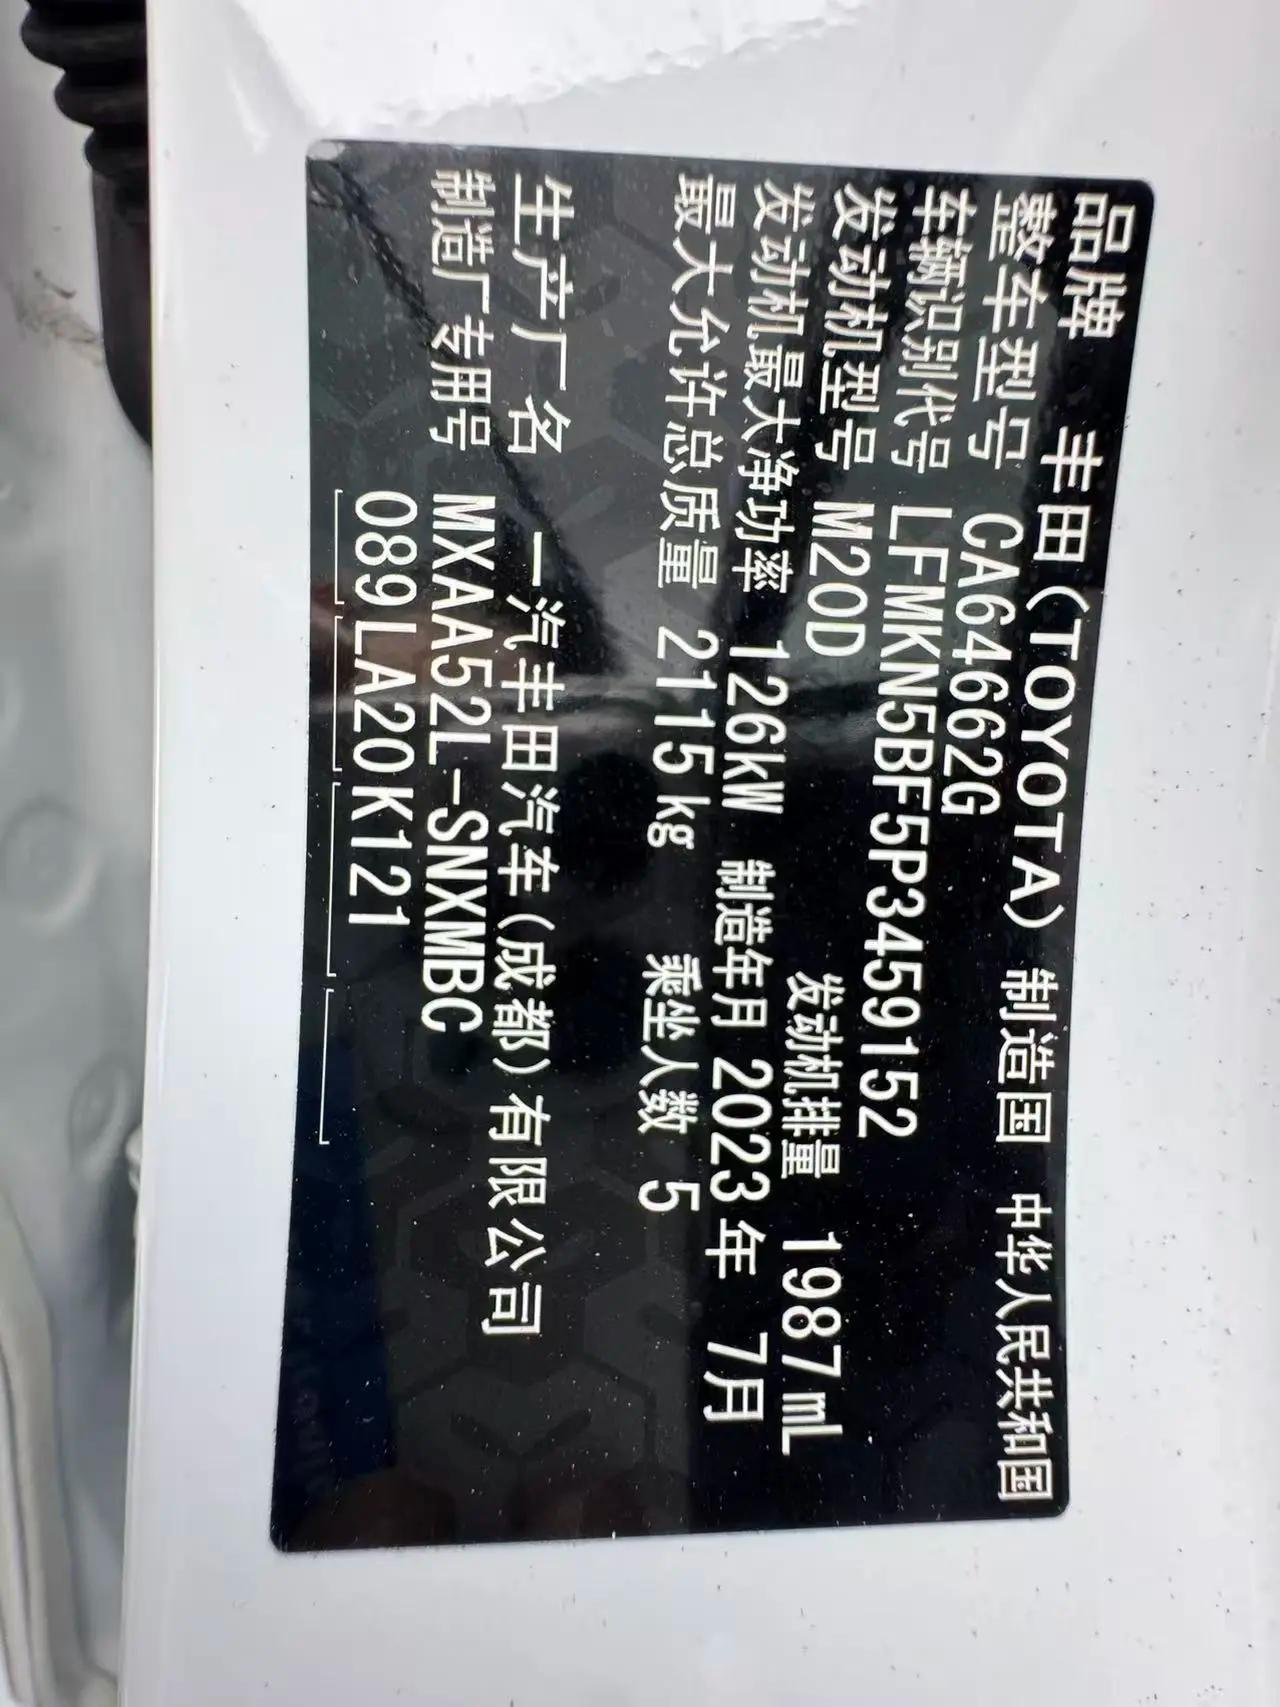 品牌 丰田(TOYOTA) 制造国 中华人民共和国
整车型号 CA64662G
车辆识别代号 LFMKN5BF5P3459152
发动机型号 M20D 发动机排量 1987mL
发动机最大净功率 126kW 制造年月 2023年 7月
最大允许总质量 2115kg 乘坐人数 5
生产厂名 一汽丰田汽车(成都)有限公司
制造厂专用号 MXAA52L-SNXMBC
089 LA20 K121